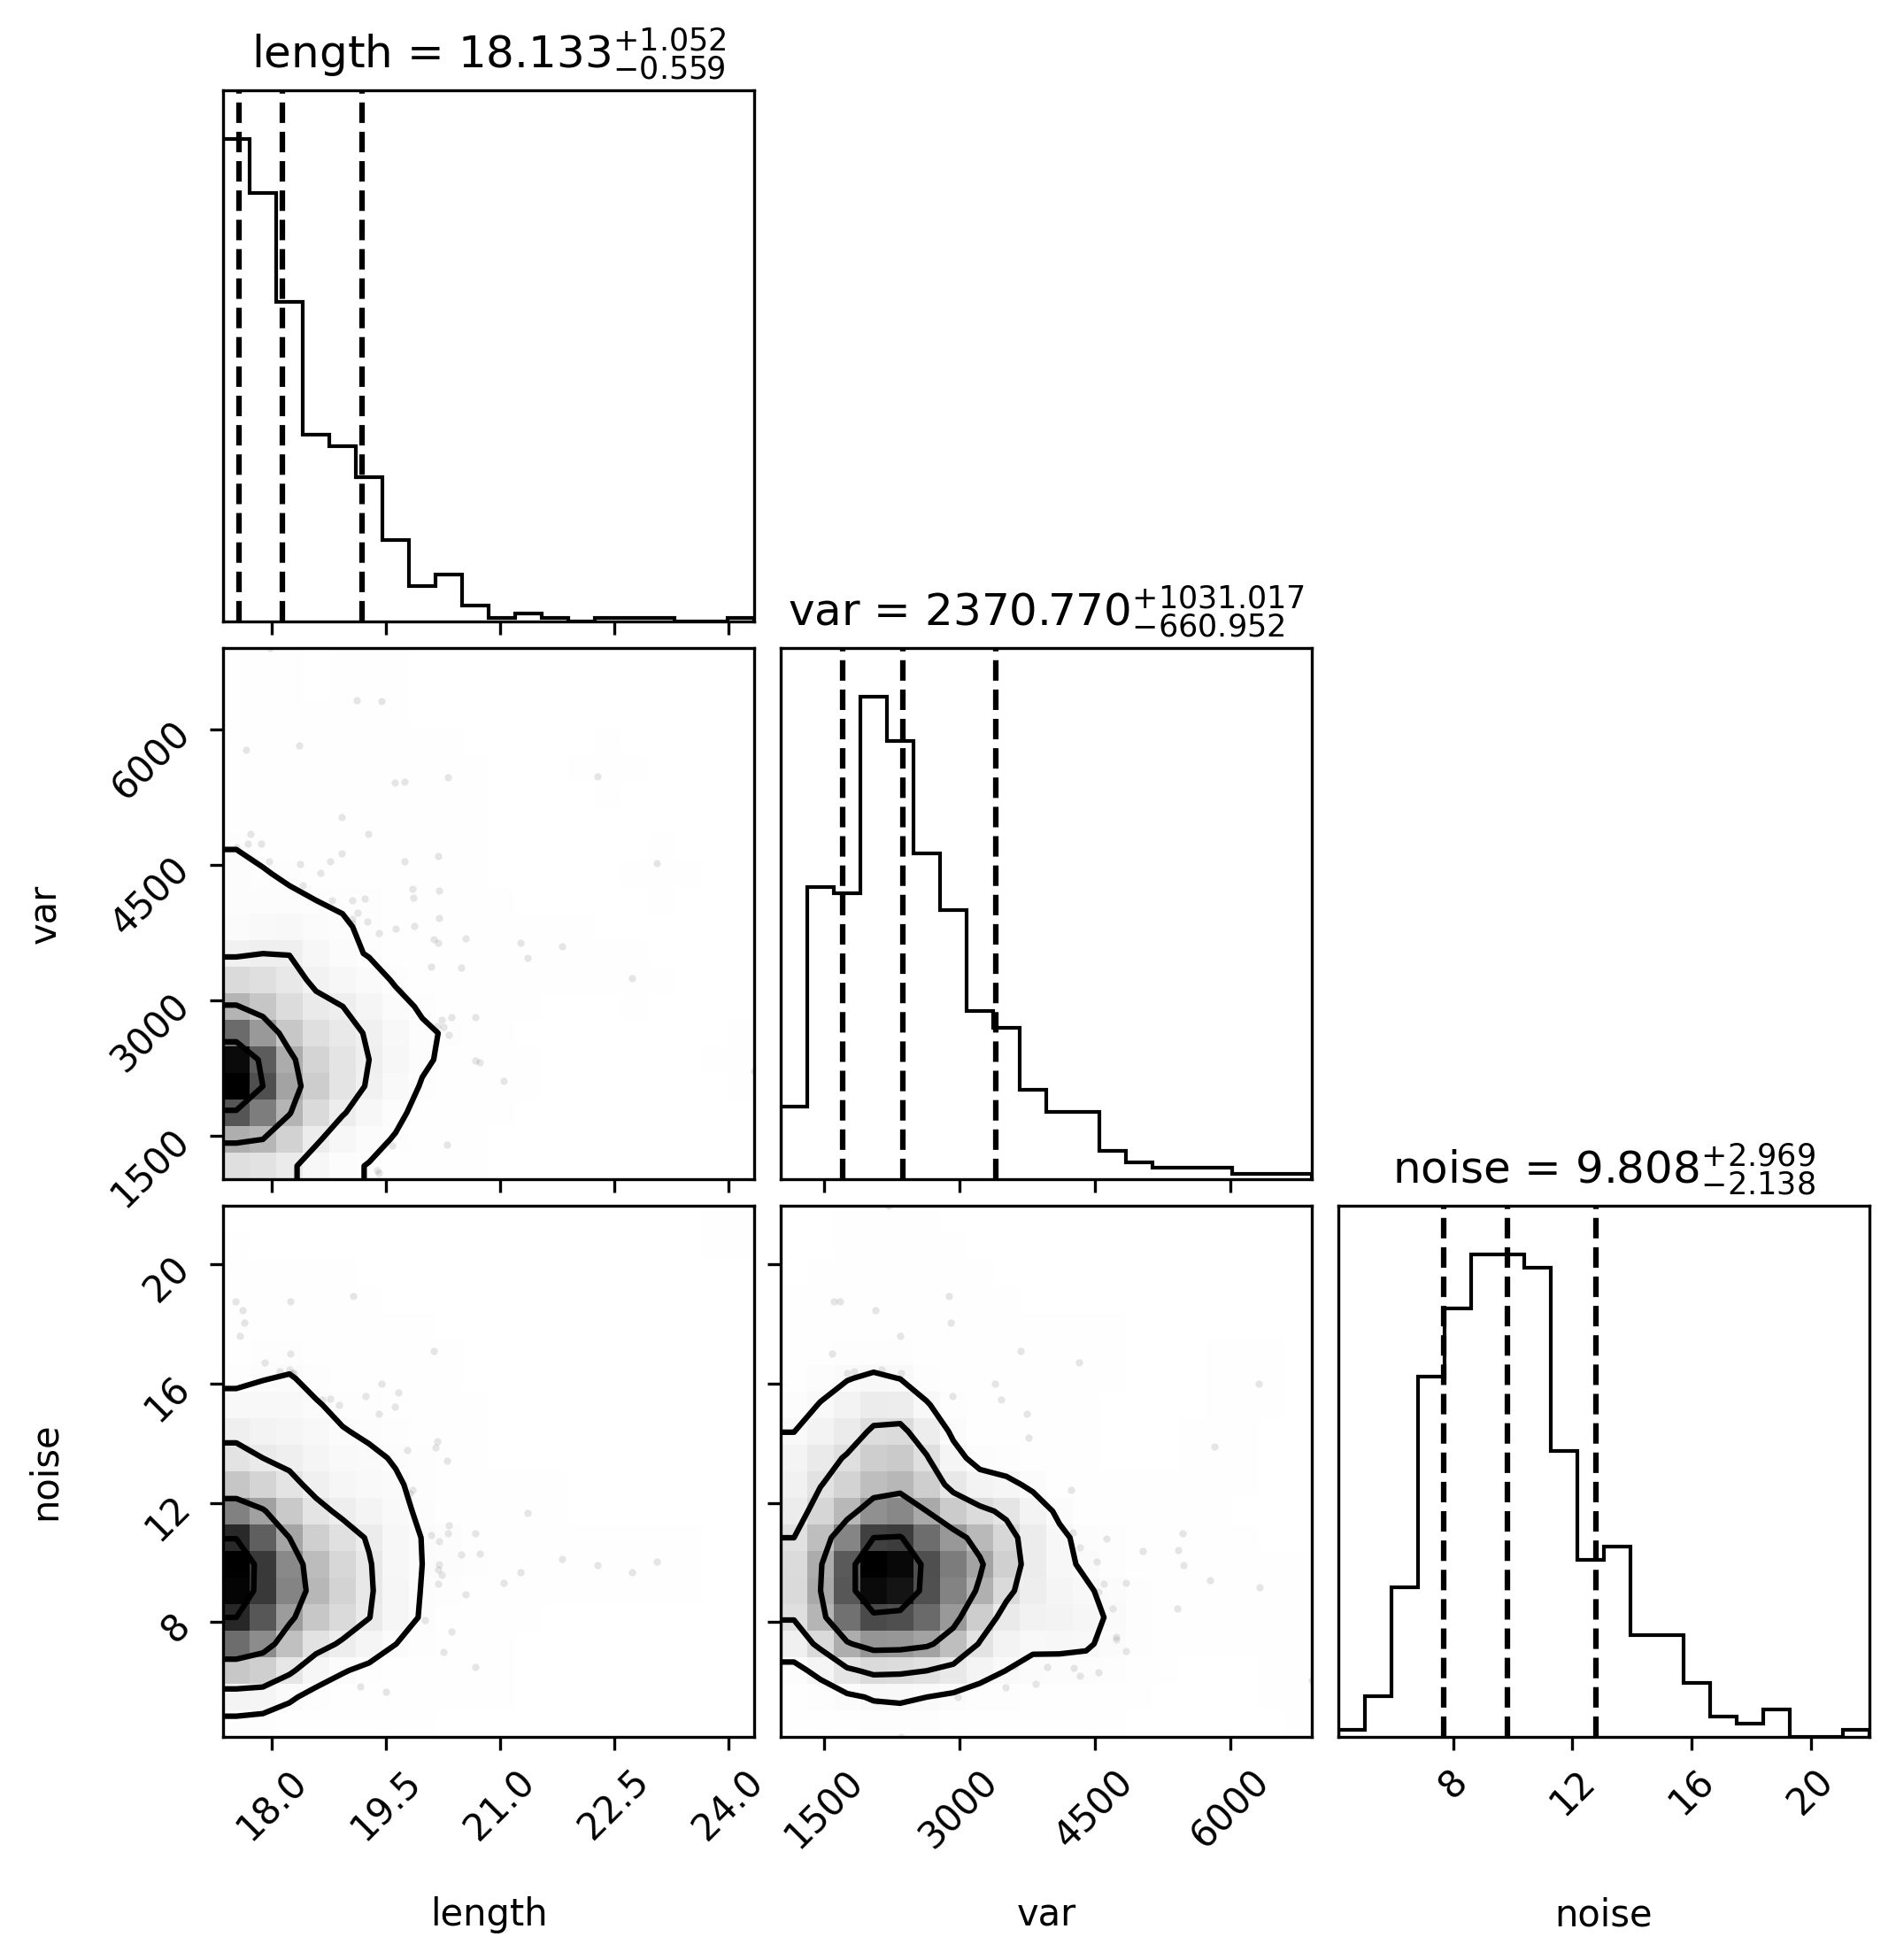 length = 18.133 +1.052 −0.559
var = 2370.770 +1031.017 −660.952
6000
4500
3000
1500
var
noise = 9.808 +2.969 −2.138
20
16
12
8
noise
18.0 19.5 21.0 22.5 24.0 1500 3000 4500 6000 8 12 16 20
length var noise